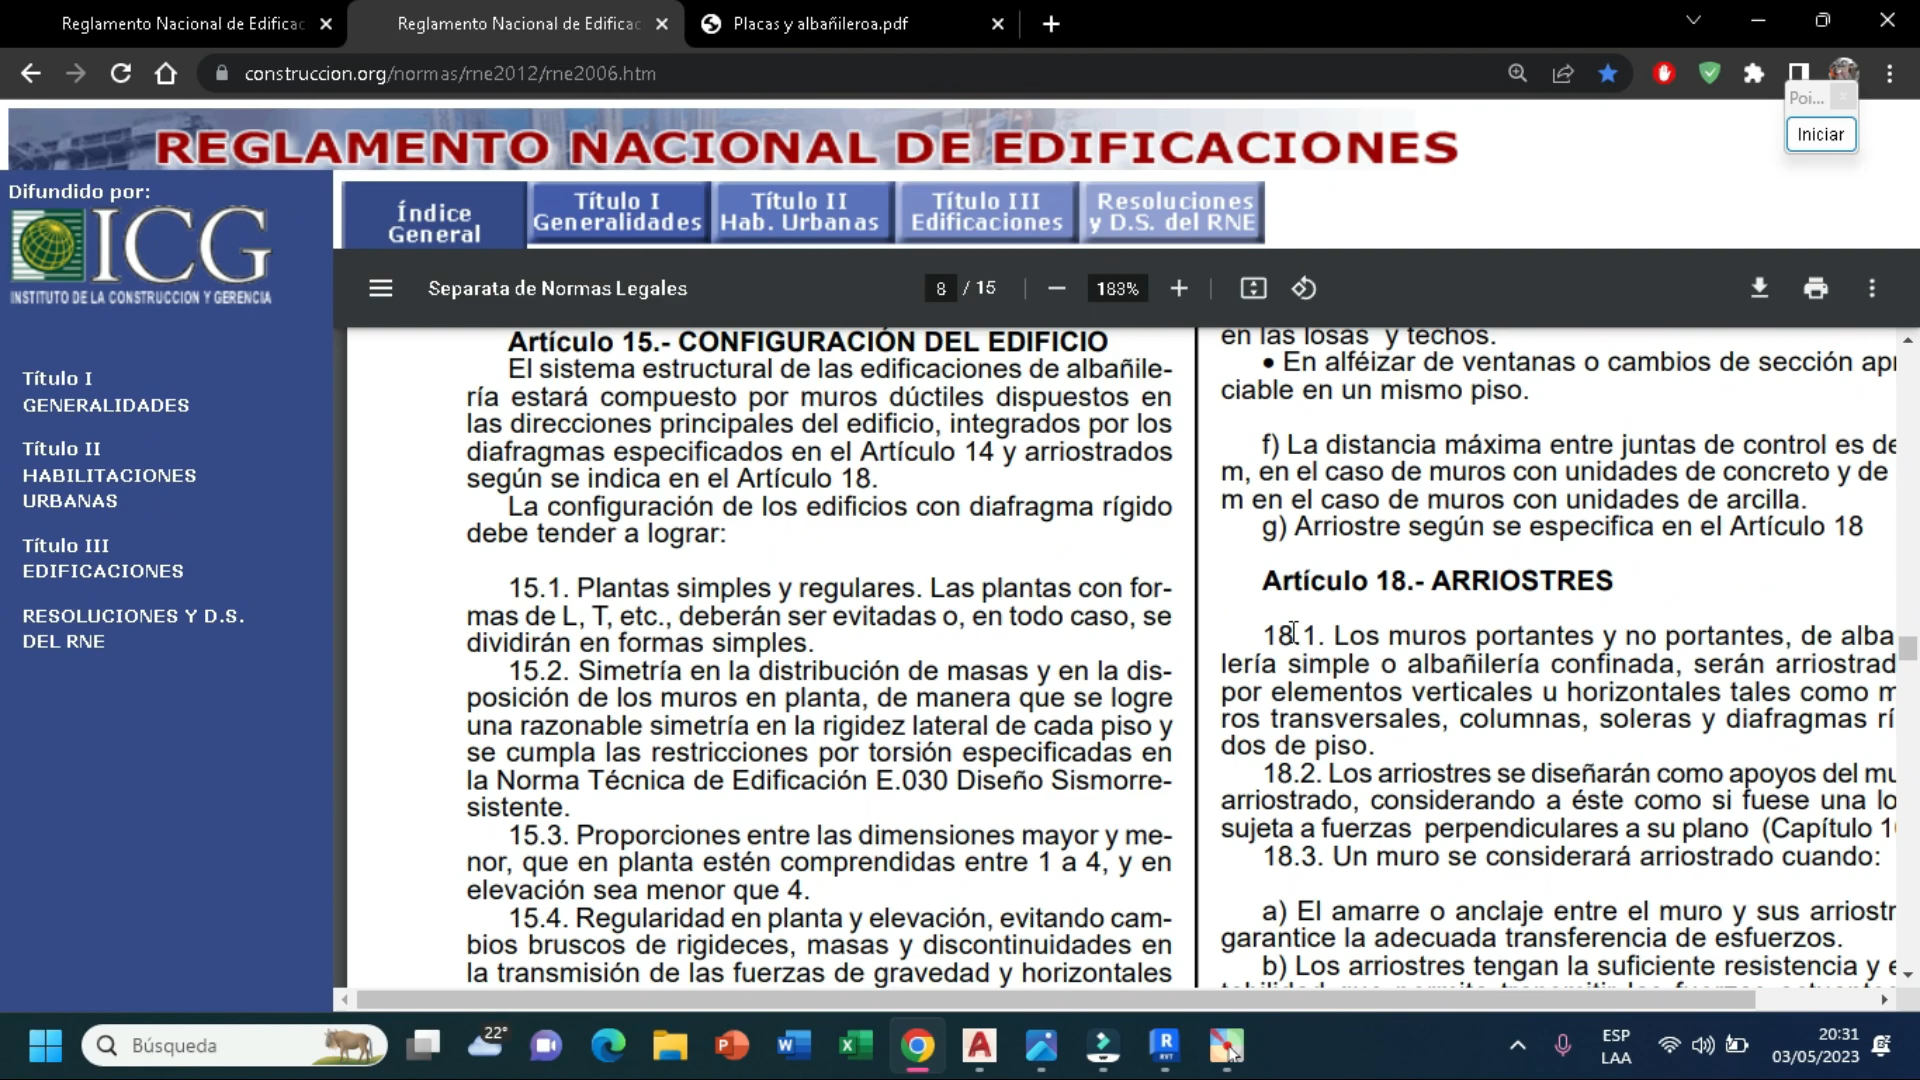 Reglamento Nacional de Edificac
Reglamento Nacional de Edificac
Placas y albañileroa.pdf
construccion.org/normas/rne2012/rne2006.htm
Poi...
Iniciar
REGLAMENTO NACIONAL DE EDIFICACIONES
Difundido por:
ICG
INSTITUTO DE LA CONSTRUCCION Y GERENCIA
Índice
General
Título I
Generalidades
Título II
Hab. Urbanas
Título III
Edificaciones
Resoluciones
y D.S. del RNE
Título I
GENERALIDADES
Título II
HABILITACIONES
URBANAS
Título III
EDIFICACIONES
RESOLUCIONES Y D.S.
DEL RNE
Separata de Normas Legales
8 / 15
183%
Artículo 15.- CONFIGURACIÓN DEL EDIFICIO
El sistema estructural de las edificaciones de albañile-
ría estará compuesto por muros dúctiles dispuestos en
las direcciones principales del edificio, integrados por los
diafragmas especificados en el Artículo 14 y arriostrados
según se indica en el Artículo 18.
La configuración de los edificios con diafragma rígido
debe tender a lograr:
15.1. Plantas simples y regulares. Las plantas con for-
mas de L, T, etc., deberán ser evitadas o, en todo caso, se
dividirán en formas simples.
15.2. Simetría en la distribución de masas y en la dis-
posición de los muros en planta, de manera que se logre
una razonable simetría en la rigidez lateral de cada piso y
se cumpla las restricciones por torsión especificadas en
la Norma Técnica de Edificación E.030 Diseño Sismorre-
sistente.
15.3. Proporciones entre las dimensiones mayor y me-
nor, que en planta estén comprendidas entre 1 a 4, y en
elevación sea menor que 4.
15.4. Regularidad en planta y elevación, evitando cam-
bios bruscos de rigideces, masas y discontinuidades en
la transmisión de las fuerzas de gravedad y horizontales
en las losas y techos.
• En alféizar de ventanas o cambios de sección apr
ciable en un mismo piso.
f) La distancia máxima entre juntas de control es de
m, en el caso de muros con unidades de concreto y de
m en el caso de muros con unidades de arcilla.
g) Arriostre según se especifica en el Artículo 18
Artículo 18.- ARRIOSTRES
18.1. Los muros portantes y no portantes, de alba
lería simple o albañilería confinada, serán arriostrad
por elementos verticales u horizontales tales como m
ros transversales, columnas, soleras y diafragmas rí
dos de piso.
18.2. Los arriostres se diseñarán como apoyos del mu
arriostrado, considerando a éste como si fuese una lo
sujeta a fuerzas perpendiculares a su plano (Capítulo 1
18.3. Un muro se considerará arriostrado cuando:
a) El amarre o anclaje entre el muro y sus arriostr
garantice la adecuada transferencia de esfuerzos.
b) Los arriostres tengan la suficiente resistencia y e
Búsqueda
22°
ESP
LAA
20:31
03/05/2023